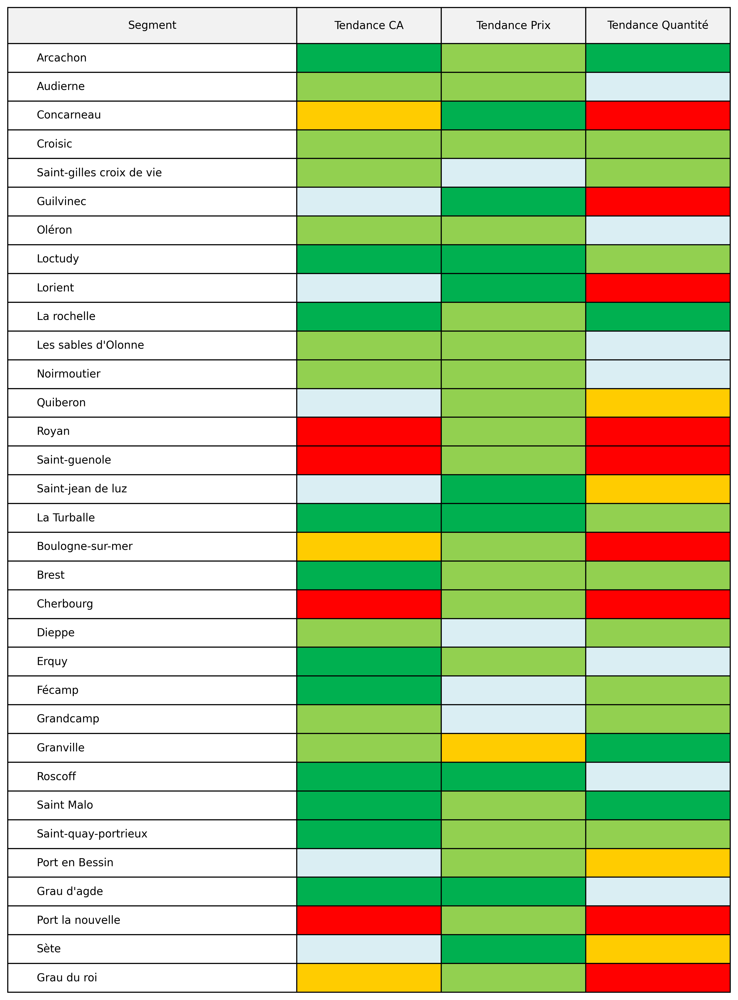 Segment Tendance CA Tendance Prix Tendance Quantité
Arcachon
Audierne
Concarneau
Croisic
Saint-gilles croix de vie
Guilvinec
Oléron
Loctudy
Lorient
La rochelle
Les sables d'Olonne
Noirmoutier
Quiberon
Royan
Saint-guenole
Saint-jean de luz
La Turballe
Boulogne-sur-mer
Brest
Cherbourg
Dieppe
Erquy
Fécamp
Grandcamp
Granville
Roscoff
Saint Malo
Saint-quay-portrieux
Port en Bessin
Grau d'agde
Port la nouvelle
Sète
Grau du roi